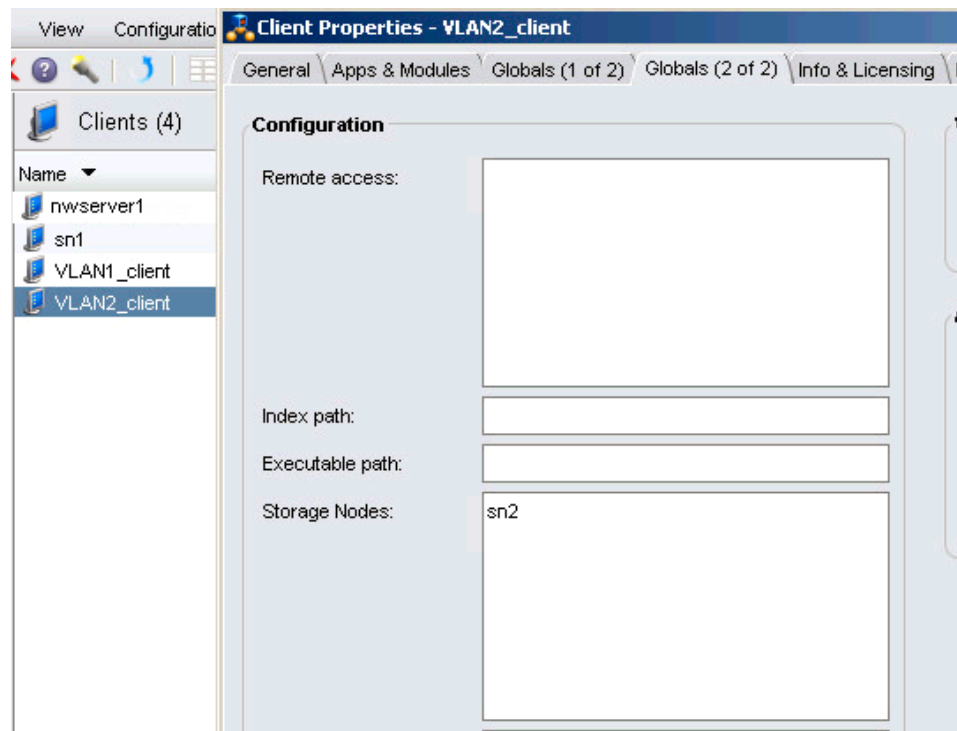 View Configuratio
Client Properties - VLAN2_client
General Apps & Modules Globals (1 of 2) Globals (2 of 2) Info & Licensing
Clients (4)
Name
nwserver1
sn1
VLAN1_client
VLAN2_client
Configuration
Remote access:
Index path:
Executable path:
Storage Nodes:
sn2